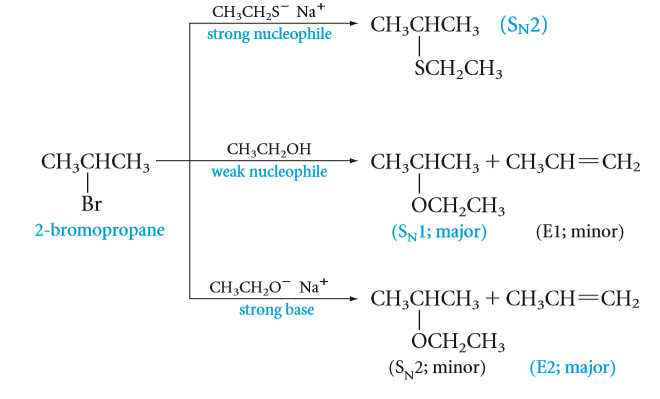 CH₃CH₂S⁻ Na⁺
strong nucleophile
CH₃CHCH₃ (SN2)
SCH₂CH₃
CH₃CHCH₃
Br
2-bromopropane
CH₃CH₂OH
weak nucleophile
CH₃CHCH₃ + CH₃CH=CH₂
OCH₂CH₃
(SN1; major) (E1; minor)
CH₃CH₂O⁻ Na⁺
strong base
CH₃CHCH₃ + CH₃CH=CH₂
OCH₂CH₃
(SN2; minor) (E2; major)